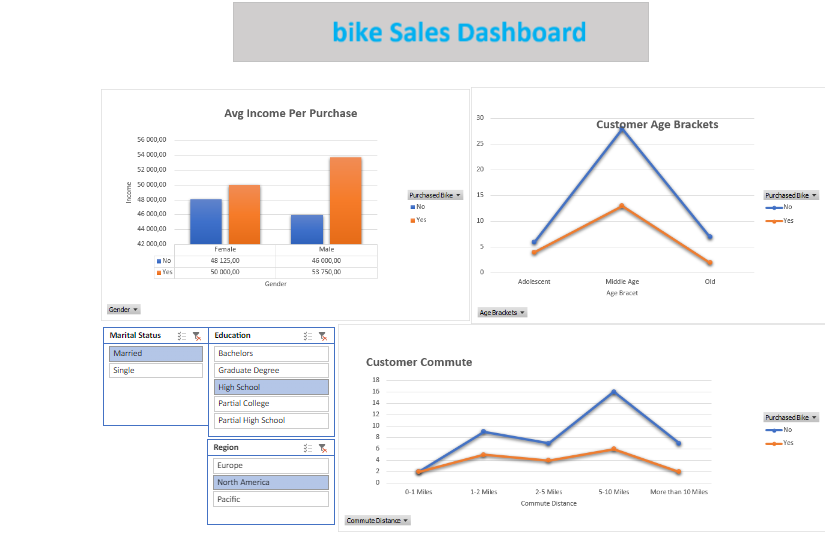 bike Sales Dashboard
Avg Income Per Purchase
56 000,00
54 000,00
52 000,00
50 000,00
48 000,00
46 000,00
44 000,00
42 000,00
Income
Female Male
No 48 125,00 46 000,00
Yes 50 000,00 53 750,00
Gender
Purchased Bike
No
Yes
Gender
Customer Age Brackets
30
25
20
15
10
5
0
Adolescent Middle Age Old
Age Bracet
Purchased Bike
No
Yes
Age Brackets
Marital Status
Married
Single
Education
Bachelors
Graduate Degree
High School
Partial College
Partial High School
Region
Europe
North America
Pacific
Customer Commute
18
16
14
12
10
8
6
4
2
0
0-1 Miles 1-2 Miles 2-5 Miles 5-10 Miles More than 10 Miles
Commute Distance
Purchased Bike
No
Yes
Commute Distance